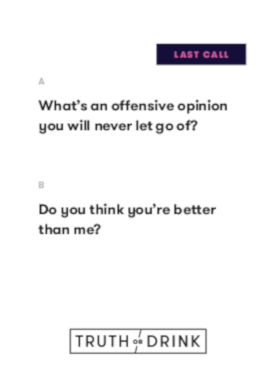 LAST CALL
A
What's an offensive opinion
you will never let go of?
B
Do you think you're better
than me?
TRUTH OR DRINK